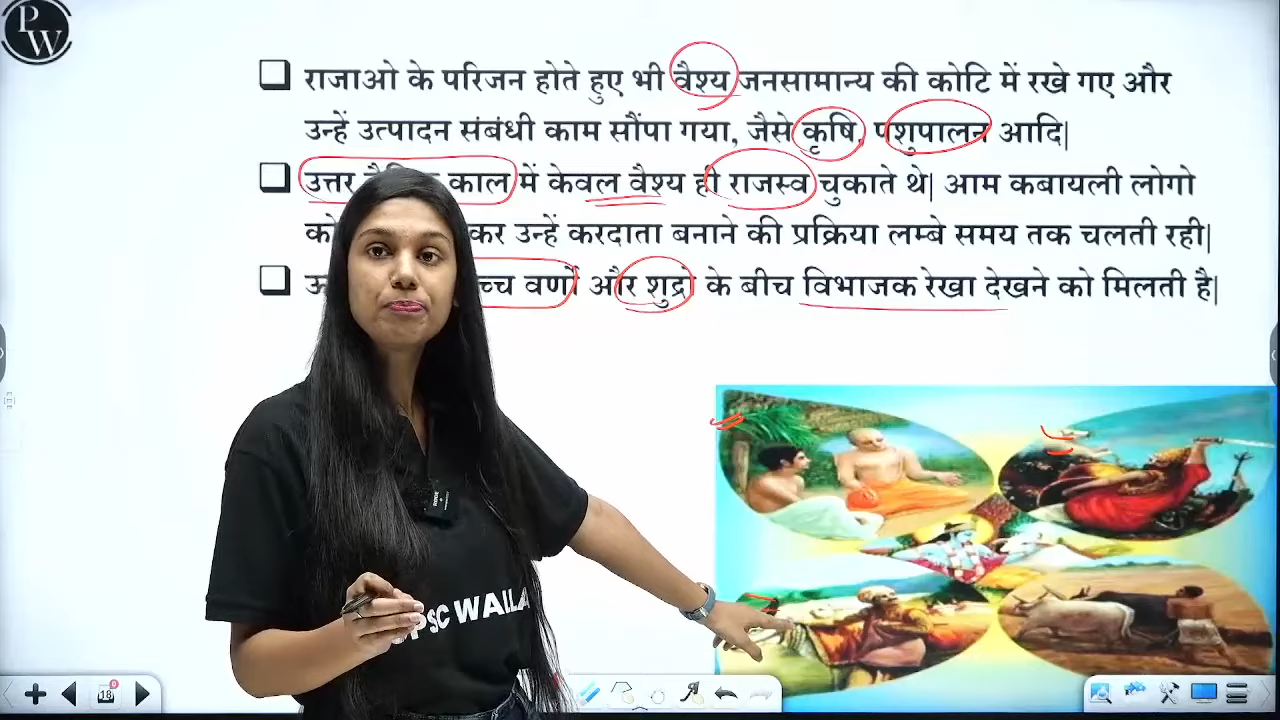 PW
राजाओ के परिजन होते हुए भी वैश्य जनसामान्य की कोटि में रखे गए और
उन्हें उत्पादन संबंधी काम सौंपा गया, जैसे कृषि, पशुपालन आदि|
उत्तर काल में केवल वैश्य ही राजस्व चुकाते थे| आम कबायली लोगो
को कर उन्हें करदाता बनाने की प्रक्रिया लम्बे समय तक चलती रही|
वर्णों और शुद्रो के बीच विभाजक रेखा देखने को मिलती है|
PSC WALLA
18